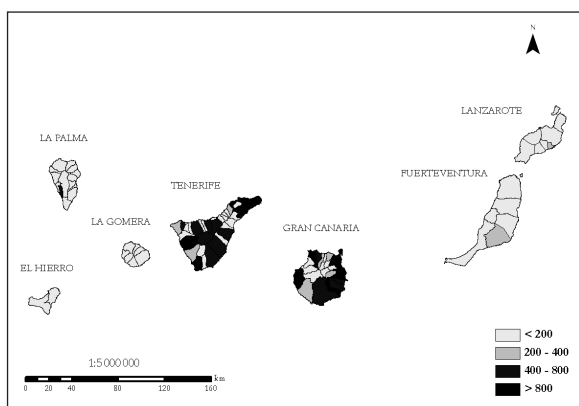 N
LANZAROTE
LA PALMA
FUERTEVENTURA
TENERIFE
LA GOMERA
GRAN CANARIA
EL HIERRO
< 200
200 - 400
400 - 800
> 800
1:5 000 000
km
0 20 40 80 120 160